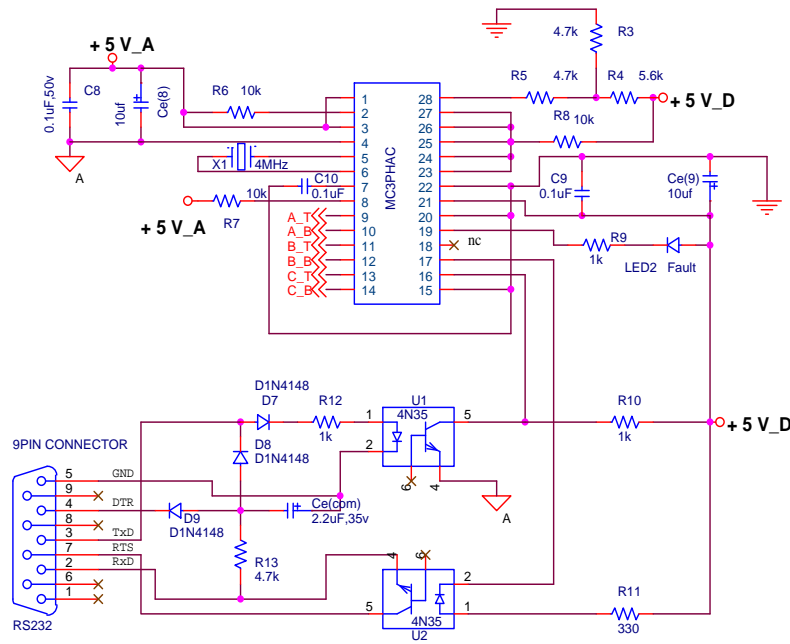 + 5 V_A
C8
0.1uF,50v
10uf
Ce(8)
A
R6 10k
X1 4MHz
C10
0.1uF
10k
R7
+ 5 V_A
A_T
A_B
B_T
B_B
C_T
C_B
1
2
3
4
5
6
7
8
9
10
11
12
13
14
MC3PHAC
28
27
26
25
24
23
22
21
20
19
18
17
16
15
nc
4.7k R3
R5 4.7k
R4 5.6k
+ 5 V_D
R8
10k
C9
0.1uF
Ce(9)
10uf
R9
1k
LED2 Fault
D1N4148
D7
R12
1k
D8
D1N4148
U1
4N35
1
2
5
6
4
A
R10
1k
+ 5 V_D
9PIN CONNECTOR
5 GND
9
4 DTR
8
3 TxD
7 RTS
2 RxD
6
1
RS232
D9
D1N4148
Ce(com)
2.2uF,35v
R13
4.7k
4
6
2
5
1
4N35
U2
R11
330